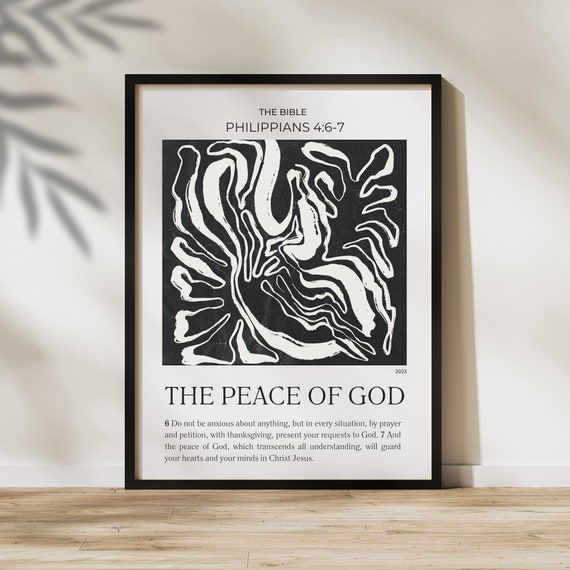 THE BIBLE
PHILIPPIANS 4:6-7
2023
THE PEACE OF GOD
6 Do not be anxious about anything, but in every situation, by prayer
and petition, with thanksgiving, present your requests to God. 7 And
the peace of God, which transcends all understanding, will guard
your hearts and your minds in Christ Jesus.